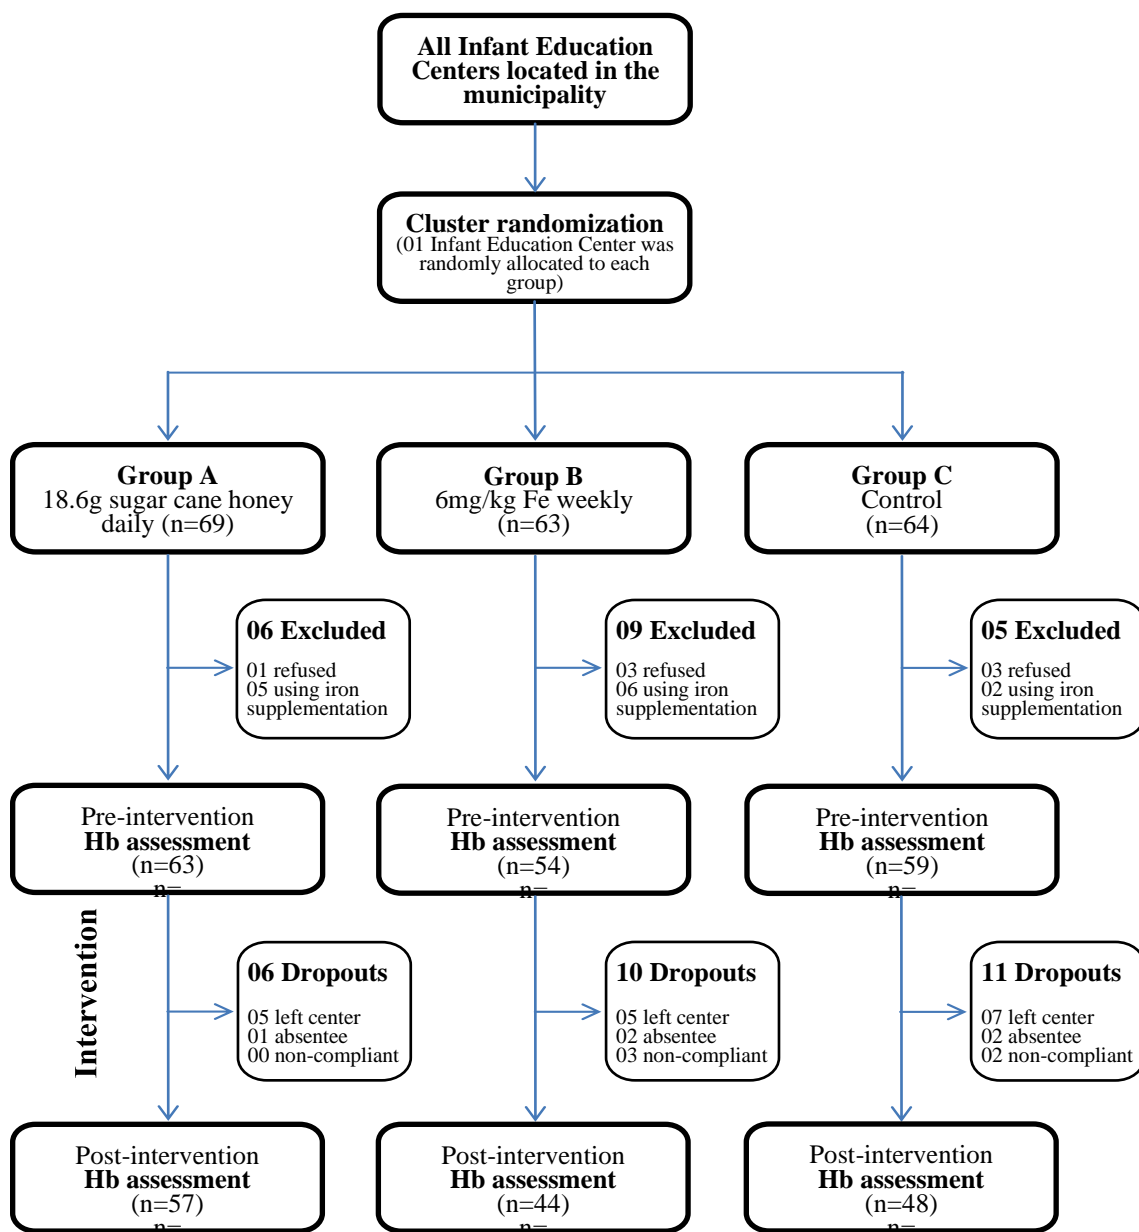 All Infant Education
Centers located in the
municipality
Cluster randomization
(01 Infant Education Center was
randomly allocated to each
group)
Group A
18.6g sugar cane honey
daily (n=69)
Group B
6mg/kg Fe weekly
(n=63)
Group C
Control
(n=64)
06 Excluded
01 refused
05 using iron
supplementation
09 Excluded
03 refused
06 using iron
supplementation
05 Excluded
03 refused
02 using iron
supplementation
Pre-intervention
Hb assessment
(n=63)
n=
Pre-intervention
Hb assessment
(n=54)
n=
Pre-intervention
Hb assessment
(n=59)
n=
Intervention
06 Dropouts
05 left center
01 absentee
00 non-compliant
10 Dropouts
05 left center
02 absentee
03 non-compliant
11 Dropouts
07 left center
02 absentee
02 non-compliant
Post-intervention
Hb assessment
(n=57)
n=
Post-intervention
Hb assessment
(n=44)
n=
Post-intervention
Hb assessment
(n=48)
n=